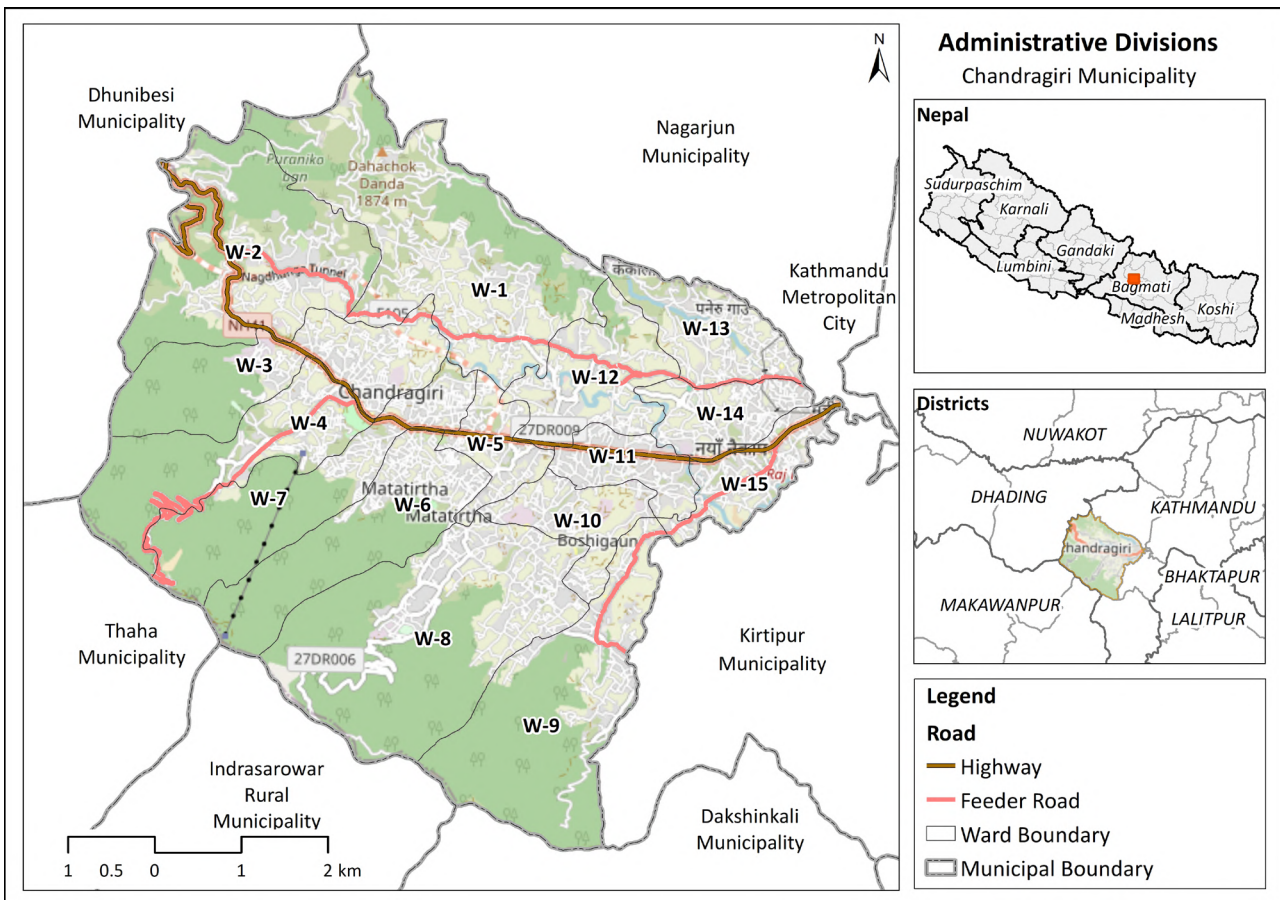 Administrative Divisions
Chandragiri Municipality
N
Dhunibesi
Municipality
Nagarjun
Municipality
Kathmandu
Metropolitan
City
Puraniko
ban
Dahachok
Danda
1874 m
W-2
Nagdhunga Tunnel
W-1
F105
पनेरु गाउ
W-13
NH41
W-3
W-12
Chandragiri
W-4
W-14
27DR009
W-5
W-11
W-15
Raj
W-7
Matatirtha
W-6
Matatirtha
W-10
Boshigaun
Thaha
Municipality
W-8
27DR006
Kirtipur
Municipality
W-9
Indrasarowar
Rural
Municipality
Dakshinkali
Municipality
1 0.5 0 1 2 km
Nepal
Sudurpaschim
Karnali
Gandaki
Lumbini
Bagmati
Madhesh
Koshi
Districts
NUWAKOT
DHADING
KATHMANDU
handragiri
BHAKTAPUR
MAKAWANPUR
LALITPUR
Legend
Road
Highway
Feeder Road
Ward Boundary
Municipal Boundary